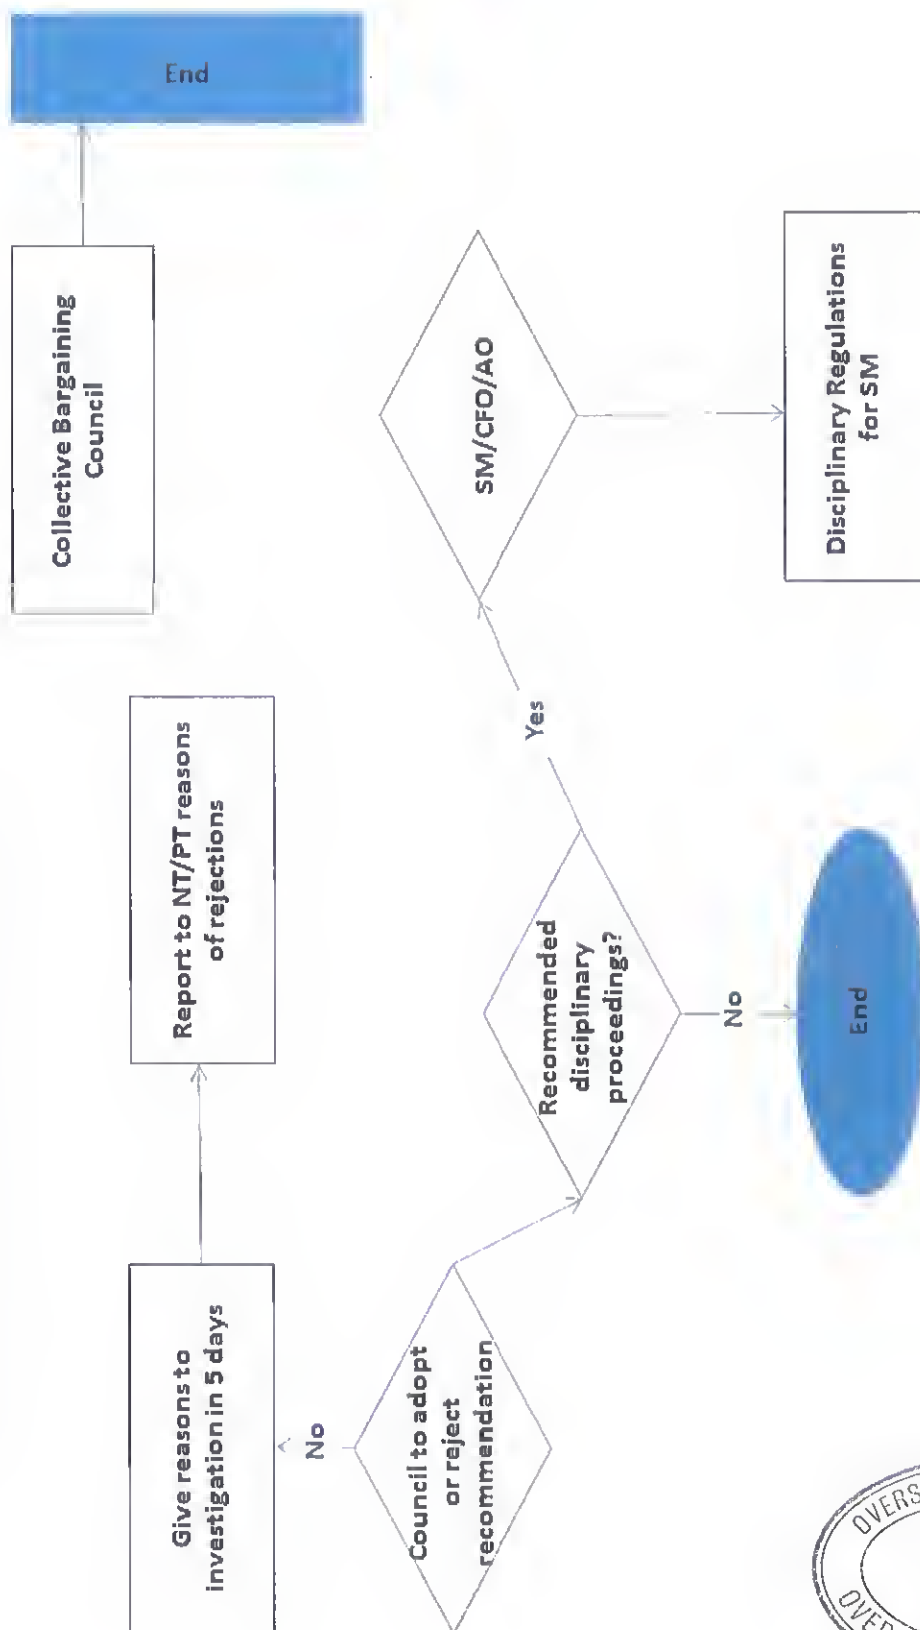 Collective Bargaining
Council
End
Give reasons to
investigation in 5 days
Report to NT/PT reasons
of rejections
No
Council to adopt
or reject
recommendation
Recommended
disciplinary
proceedings?
Yes
SM/CFO/AO
No
End
Disciplinary Regulations
for SM